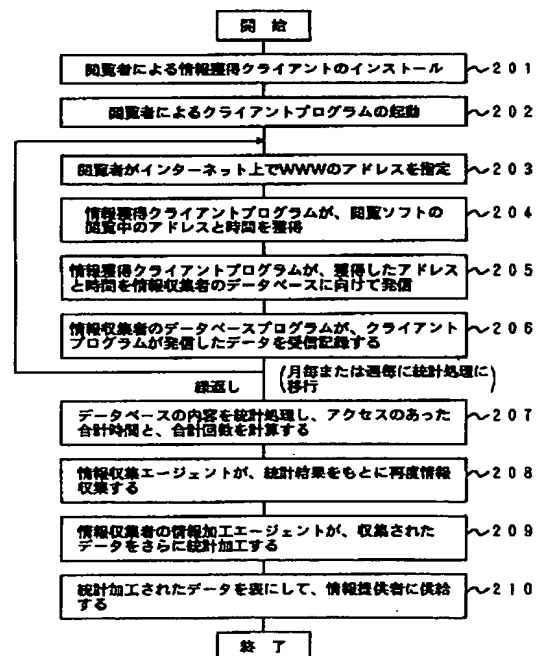 開 始
閲覧者による情報獲得クライアントのインストール
～201
閲覧者によるクライアントプログラムの起動
～202
閲覧者がインターネット上でWWWのアドレスを指定
～203
情報獲得クライアントプログラムが、閲覧ソフトの
閲覧中のアドレスと時間を獲得
～204
情報獲得クライアントプログラムが、獲得したアドレス
と時間を情報収集者のデータベースに向けて発信
～205
情報収集者のデータベースプログラムが、クライアント
プログラムが発信したデータを受信記録する
～206
繰返し
(月毎または週毎に統計処理に
移行)
データベースの内容を統計処理し、アクセスのあった
合計時間と、合計回数を計算する
～207
情報収集エージェントが、統計結果をもとに再度情報
収集する
～208
情報収集者の情報加工エージェントが、収集された
データをさらに統計加工する
～209
統計加工されたデータを表にして、情報提供者に供給
する
～210
終 了